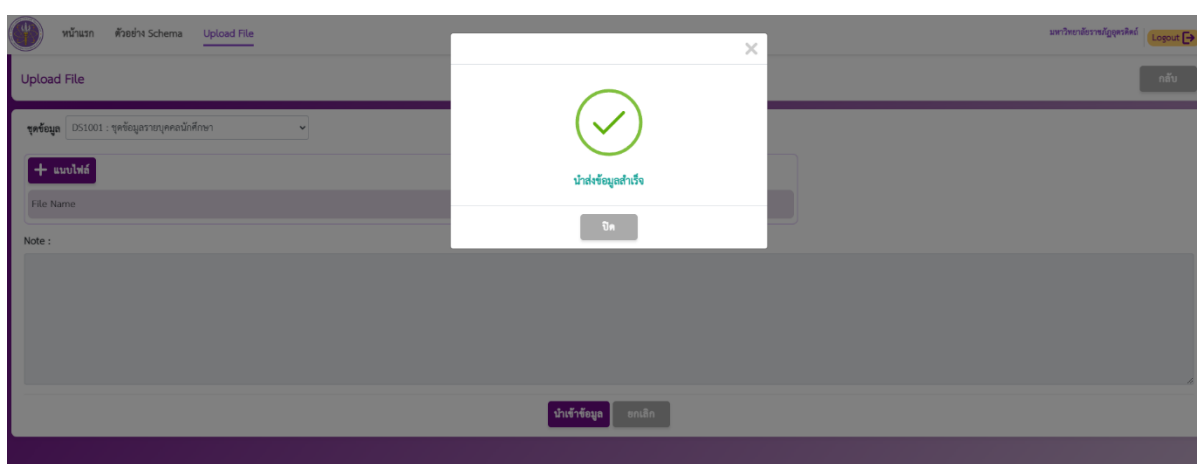 หน้าแรก ตัวอย่าง Schema Upload File มหาวิทยาลัยราชภัฏอุตรดิตถ์ Logout
Upload File กลับ
ชุดข้อมูล DS1001 : ชุดข้อมูลรายบุคคลนักศึกษา
แนบไฟล์
นำส่งข้อมูลสำเร็จ
File Name
ปิด
Note :
นำเข้าข้อมูล ยกเลิก